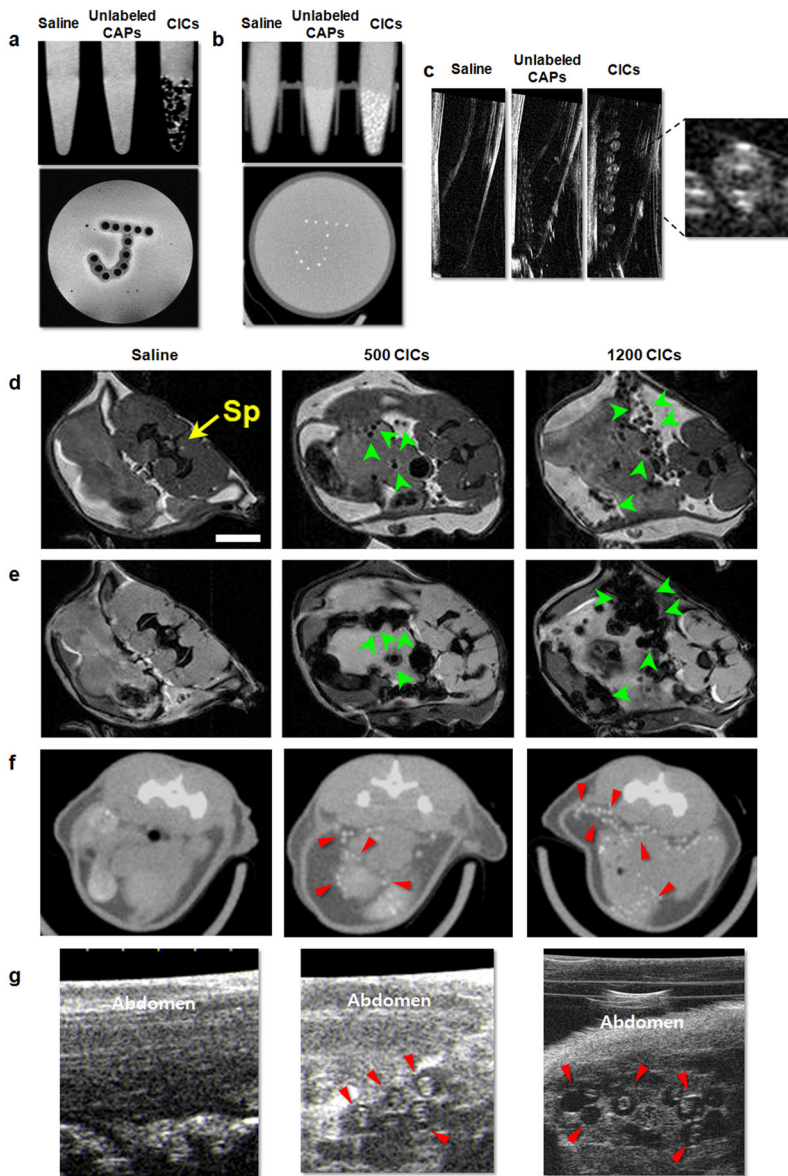 a
Saline
Unlabeled
CAPs
CICs
b
Saline
Unlabeled
CAPs
CICs
c
Saline
Unlabeled
CAPs
CICs
Saline
500 CICs
1200 CICs
d
Sp
e
f
g
Abdomen
Abdomen
Abdomen